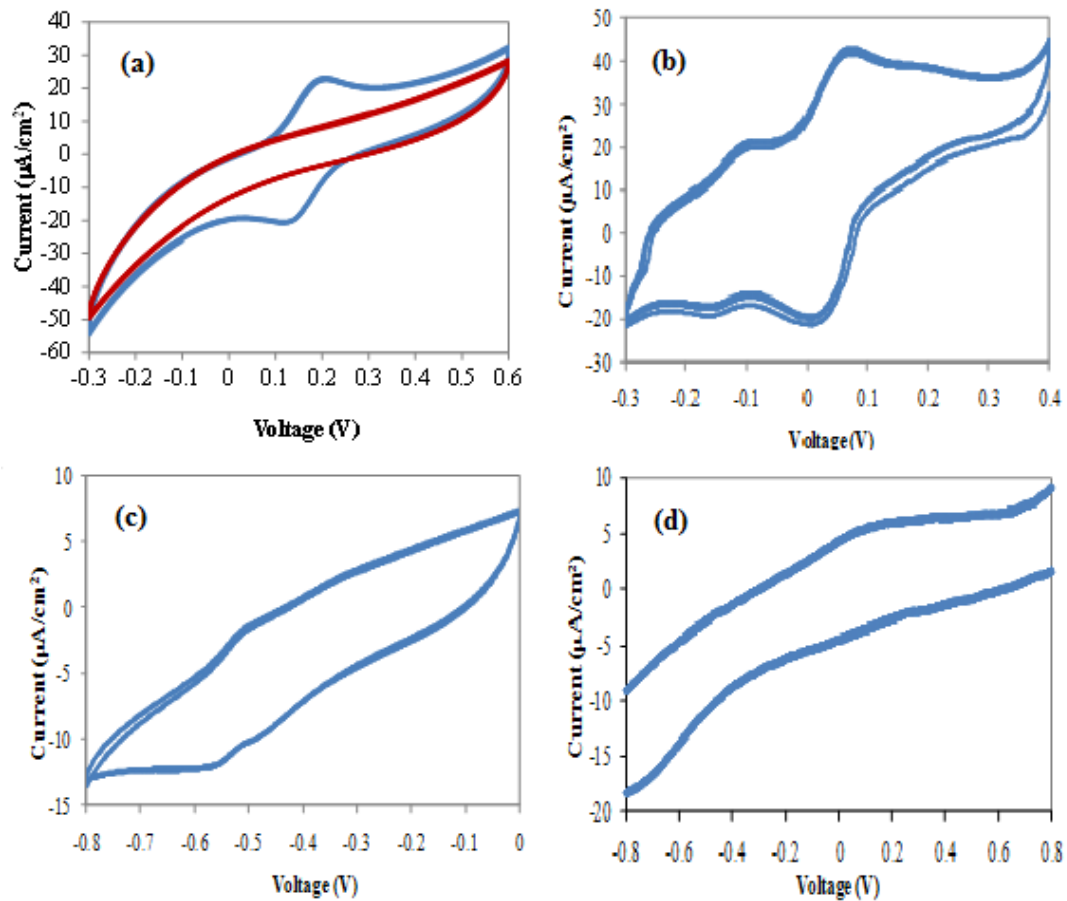 (a)
Current (µA/cm²)
40
30
20
10
0
-10
-20
-30
-40
-50
-60
-0.3 -0.2 -0.1 0 0.1 0.2 0.3 0.4 0.5 0.6
Voltage (V)
(b)
Current (µA/cm²)
50
40
30
20
10
0
-10
-20
-30
-0.3 -0.2 -0.1 0 0.1 0.2 0.3 0.4
Voltage (V)
(c)
Current (µA/cm²)
10
5
0
-5
-10
-15
-0.8 -0.7 -0.6 -0.5 -0.4 -0.3 -0.2 -0.1 0
Voltage (V)
(d)
Current (µA/cm²)
10
5
0
-5
-10
-15
-20
-0.8 -0.6 -0.4 -0.2 0 0.2 0.4 0.6 0.8
Voltage (V)